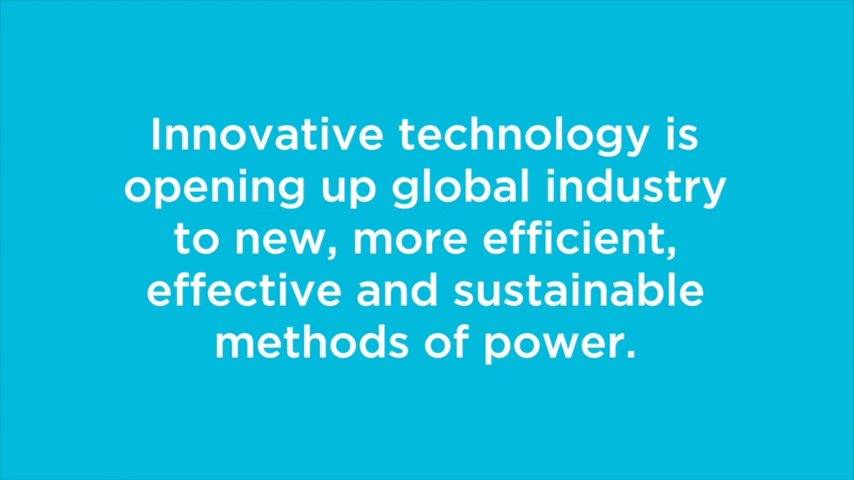 Innovative technology is
opening up global industry
to new, more efficient,
effective and sustainable
methods of power.